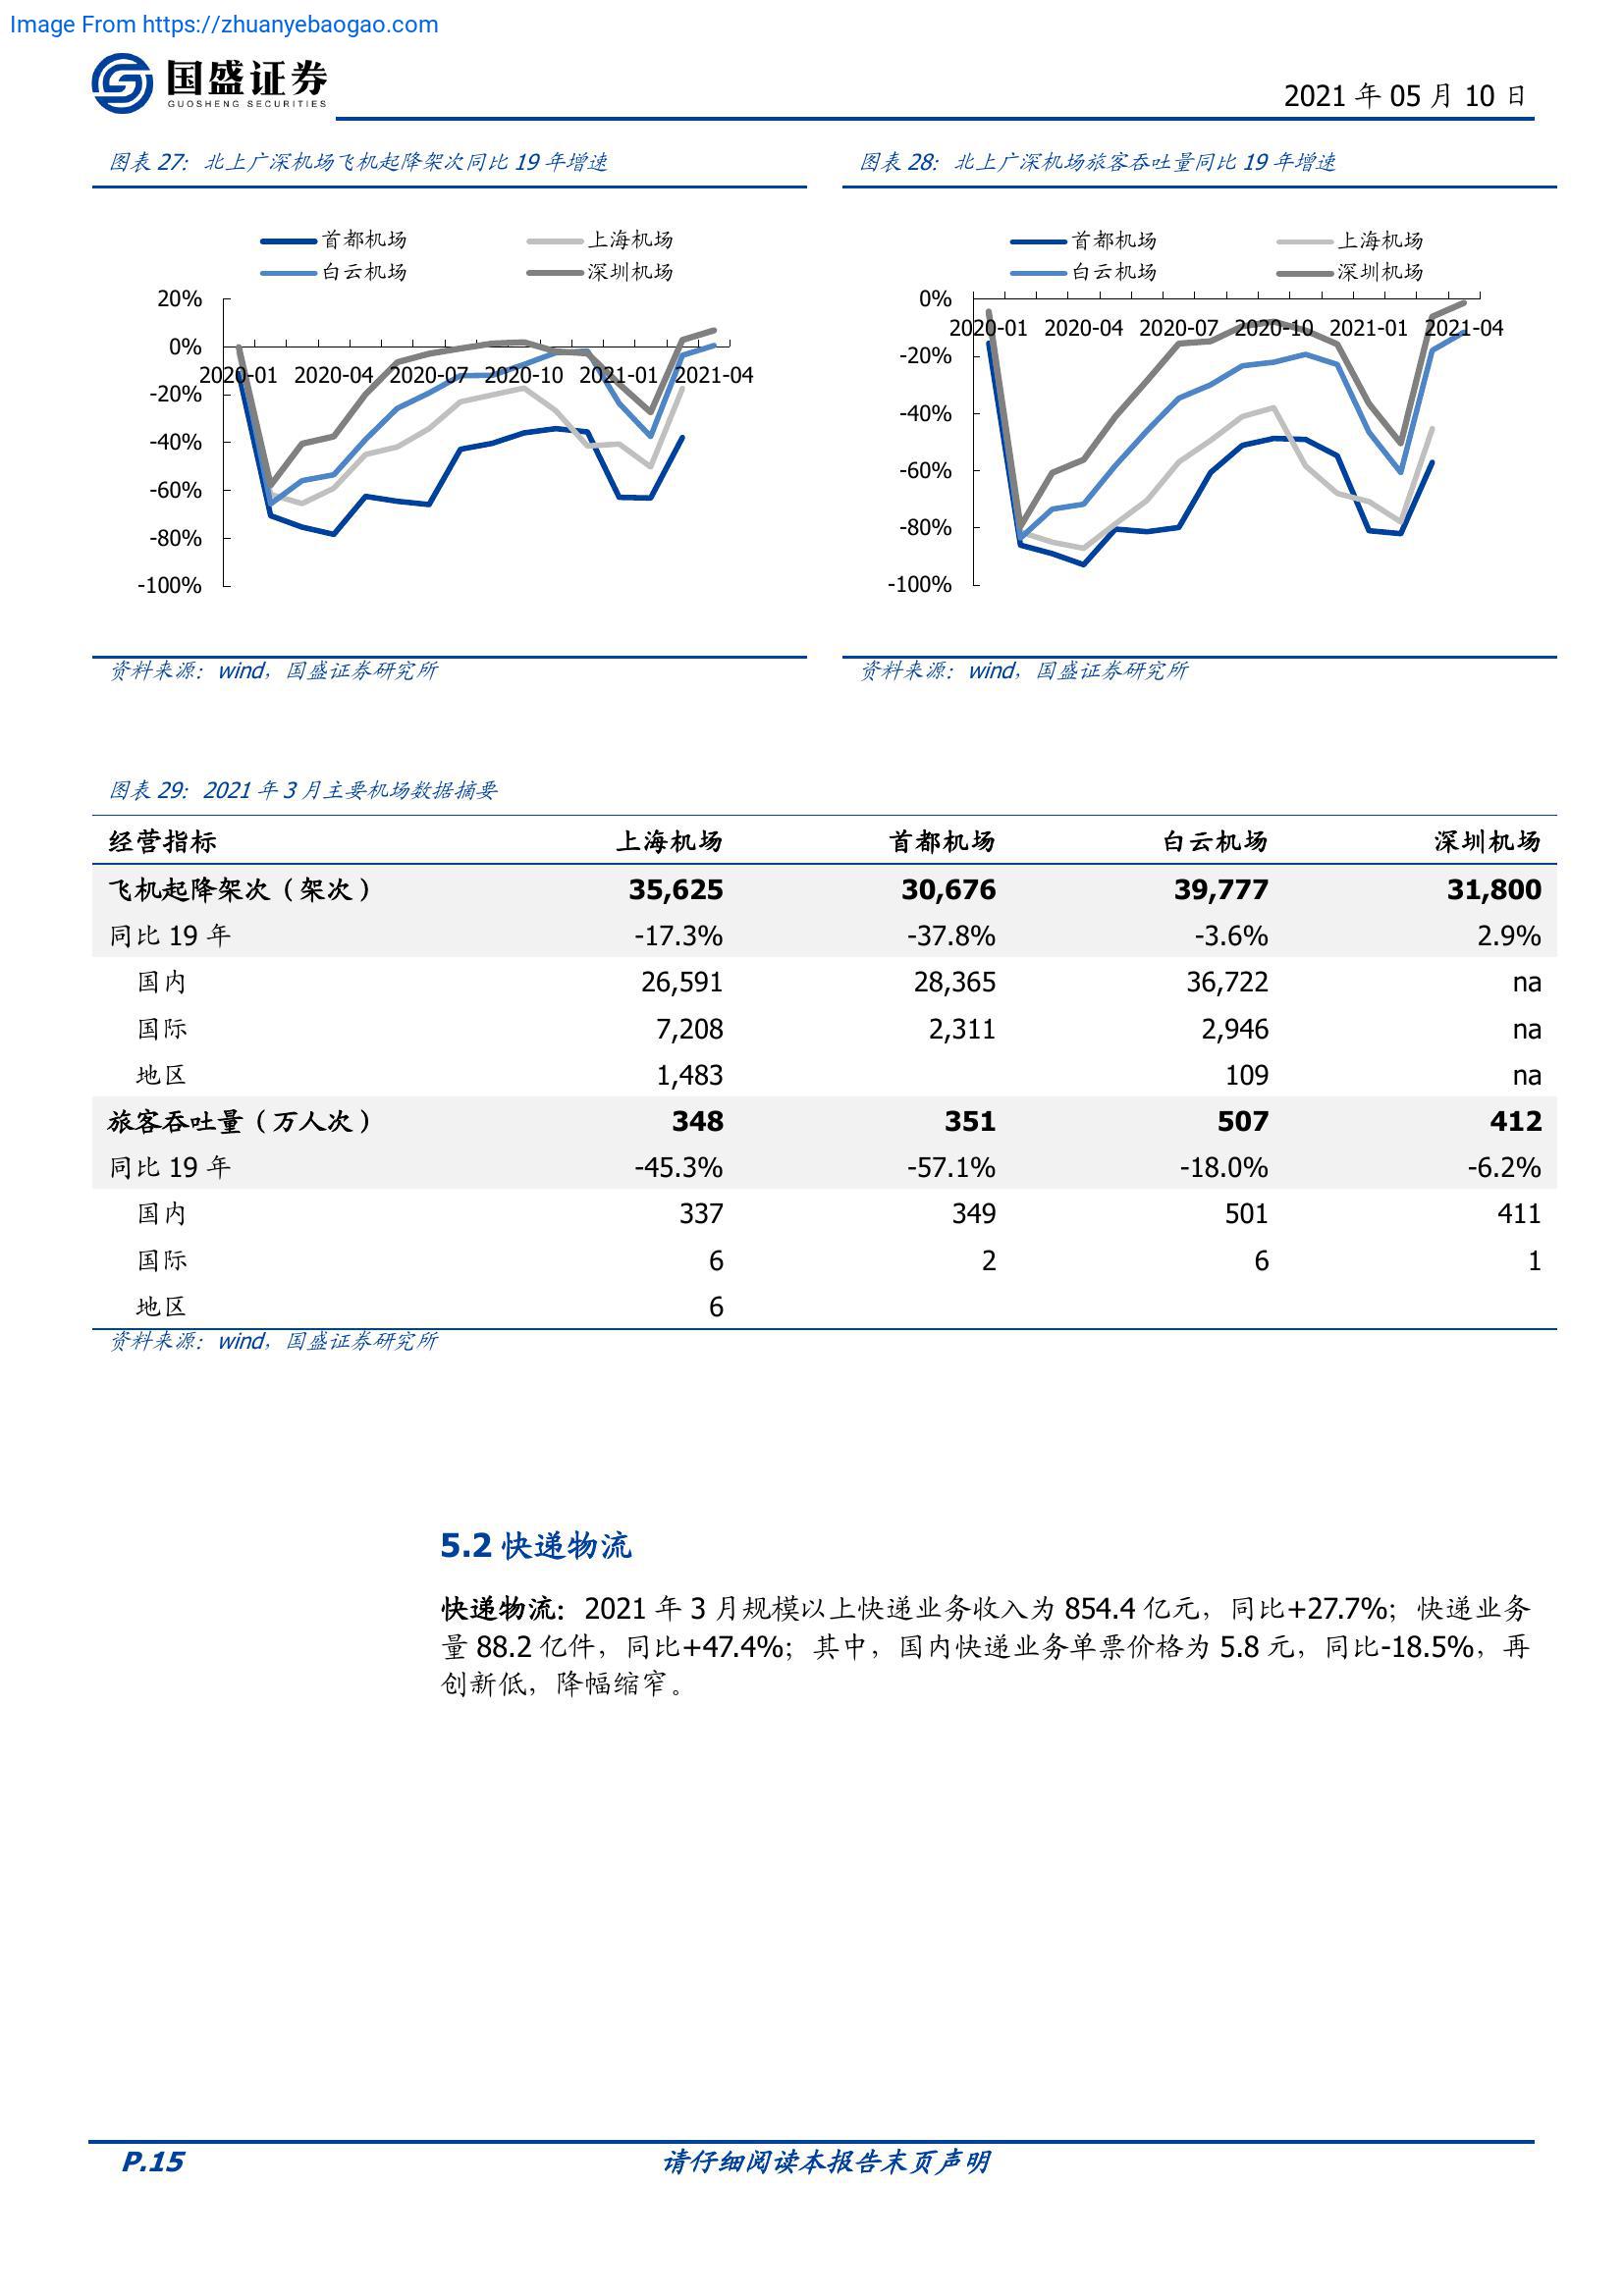 Image From https://zhuanyebaogao.com
国盛证券
GUOSHENG SECURITIES
2021 年 05 月 10 日
图表 27：北上广深机场飞机起降架次同比 19 年增速
首都机场 上海机场
白云机场 深圳机场
20%
0%
2020-01 2020-04 2020-07 2020-10 2021-01 2021-04
-20%
-40%
-60%
-80%
-100%
资料来源：wind，国盛证券研究所
图表 28：北上广深机场旅客吞吐量同比 19 年增速
首都机场 上海机场
白云机场 深圳机场
0%
2020-01 2020-04 2020-07 2020-10 2021-01 2021-04
-20%
-40%
-60%
-80%
-100%
资料来源：wind，国盛证券研究所
图表 29：2021 年 3 月主要机场数据摘要
经营指标 上海机场 首都机场 白云机场 深圳机场
飞机起降架次（架次） 35,625 30,676 39,777 31,800
同比 19 年 -17.3% -37.8% -3.6% 2.9%
国内 26,591 28,365 36,722 na
国际 7,208 2,311 2,946 na
地区 1,483 109 na
旅客吞吐量（万人次） 348 351 507 412
同比 19 年 -45.3% -57.1% -18.0% -6.2%
国内 337 349 501 411
国际 6 2 6 1
地区 6
资料来源：wind，国盛证券研究所
5.2 快递物流
快递物流：2021 年 3 月规模以上快递业务收入为 854.4 亿元，同比+27.7%；快递业务
量 88.2 亿件，同比+47.4%；其中，国内快递业务单票价格为 5.8 元，同比-18.5%，再
创新低，降幅缩窄。
P.15 请仔细阅读本报告末页声明